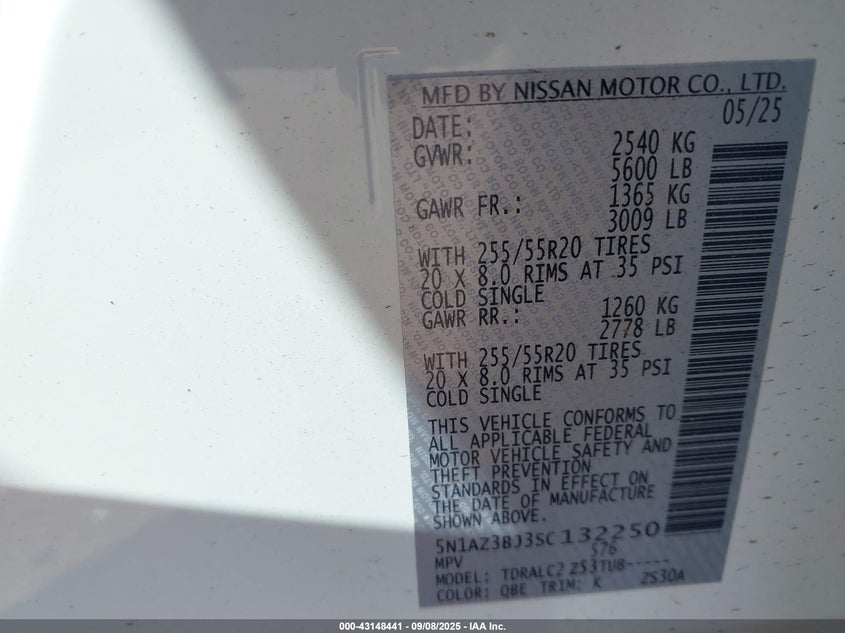 MFD BY NISSAN MOTOR CO., LTD.
DATE: 05/25
GVWR: 2540 KG
5600 LB
GAWR FR.: 1365 KG
3009 LB
WITH 255/55R20 TIRES
20 X 8.0 RIMS AT 35 PSI
COLD SINGLE
GAWR RR.: 1260 KG
2778 LB
WITH 255/55R20 TIRES
20 X 8.0 RIMS AT 35 PSI
COLD SINGLE
THIS VEHICLE CONFORMS TO
ALL APPLICABLE FEDERAL
MOTOR VEHICLE SAFETY AND
THEFT PREVENTION
STANDARDS IN EFFECT ON
THE DATE OF MANUFACTURE
SHOWN ABOVE.
5N1AZ3BJ3SC132250
MPV S76
MODEL: TDRALC2 Z53TU8-----
COLOR: QBE TRIM: K ZS30A
000-43148441 - 09/08/2025 - IAA Inc.